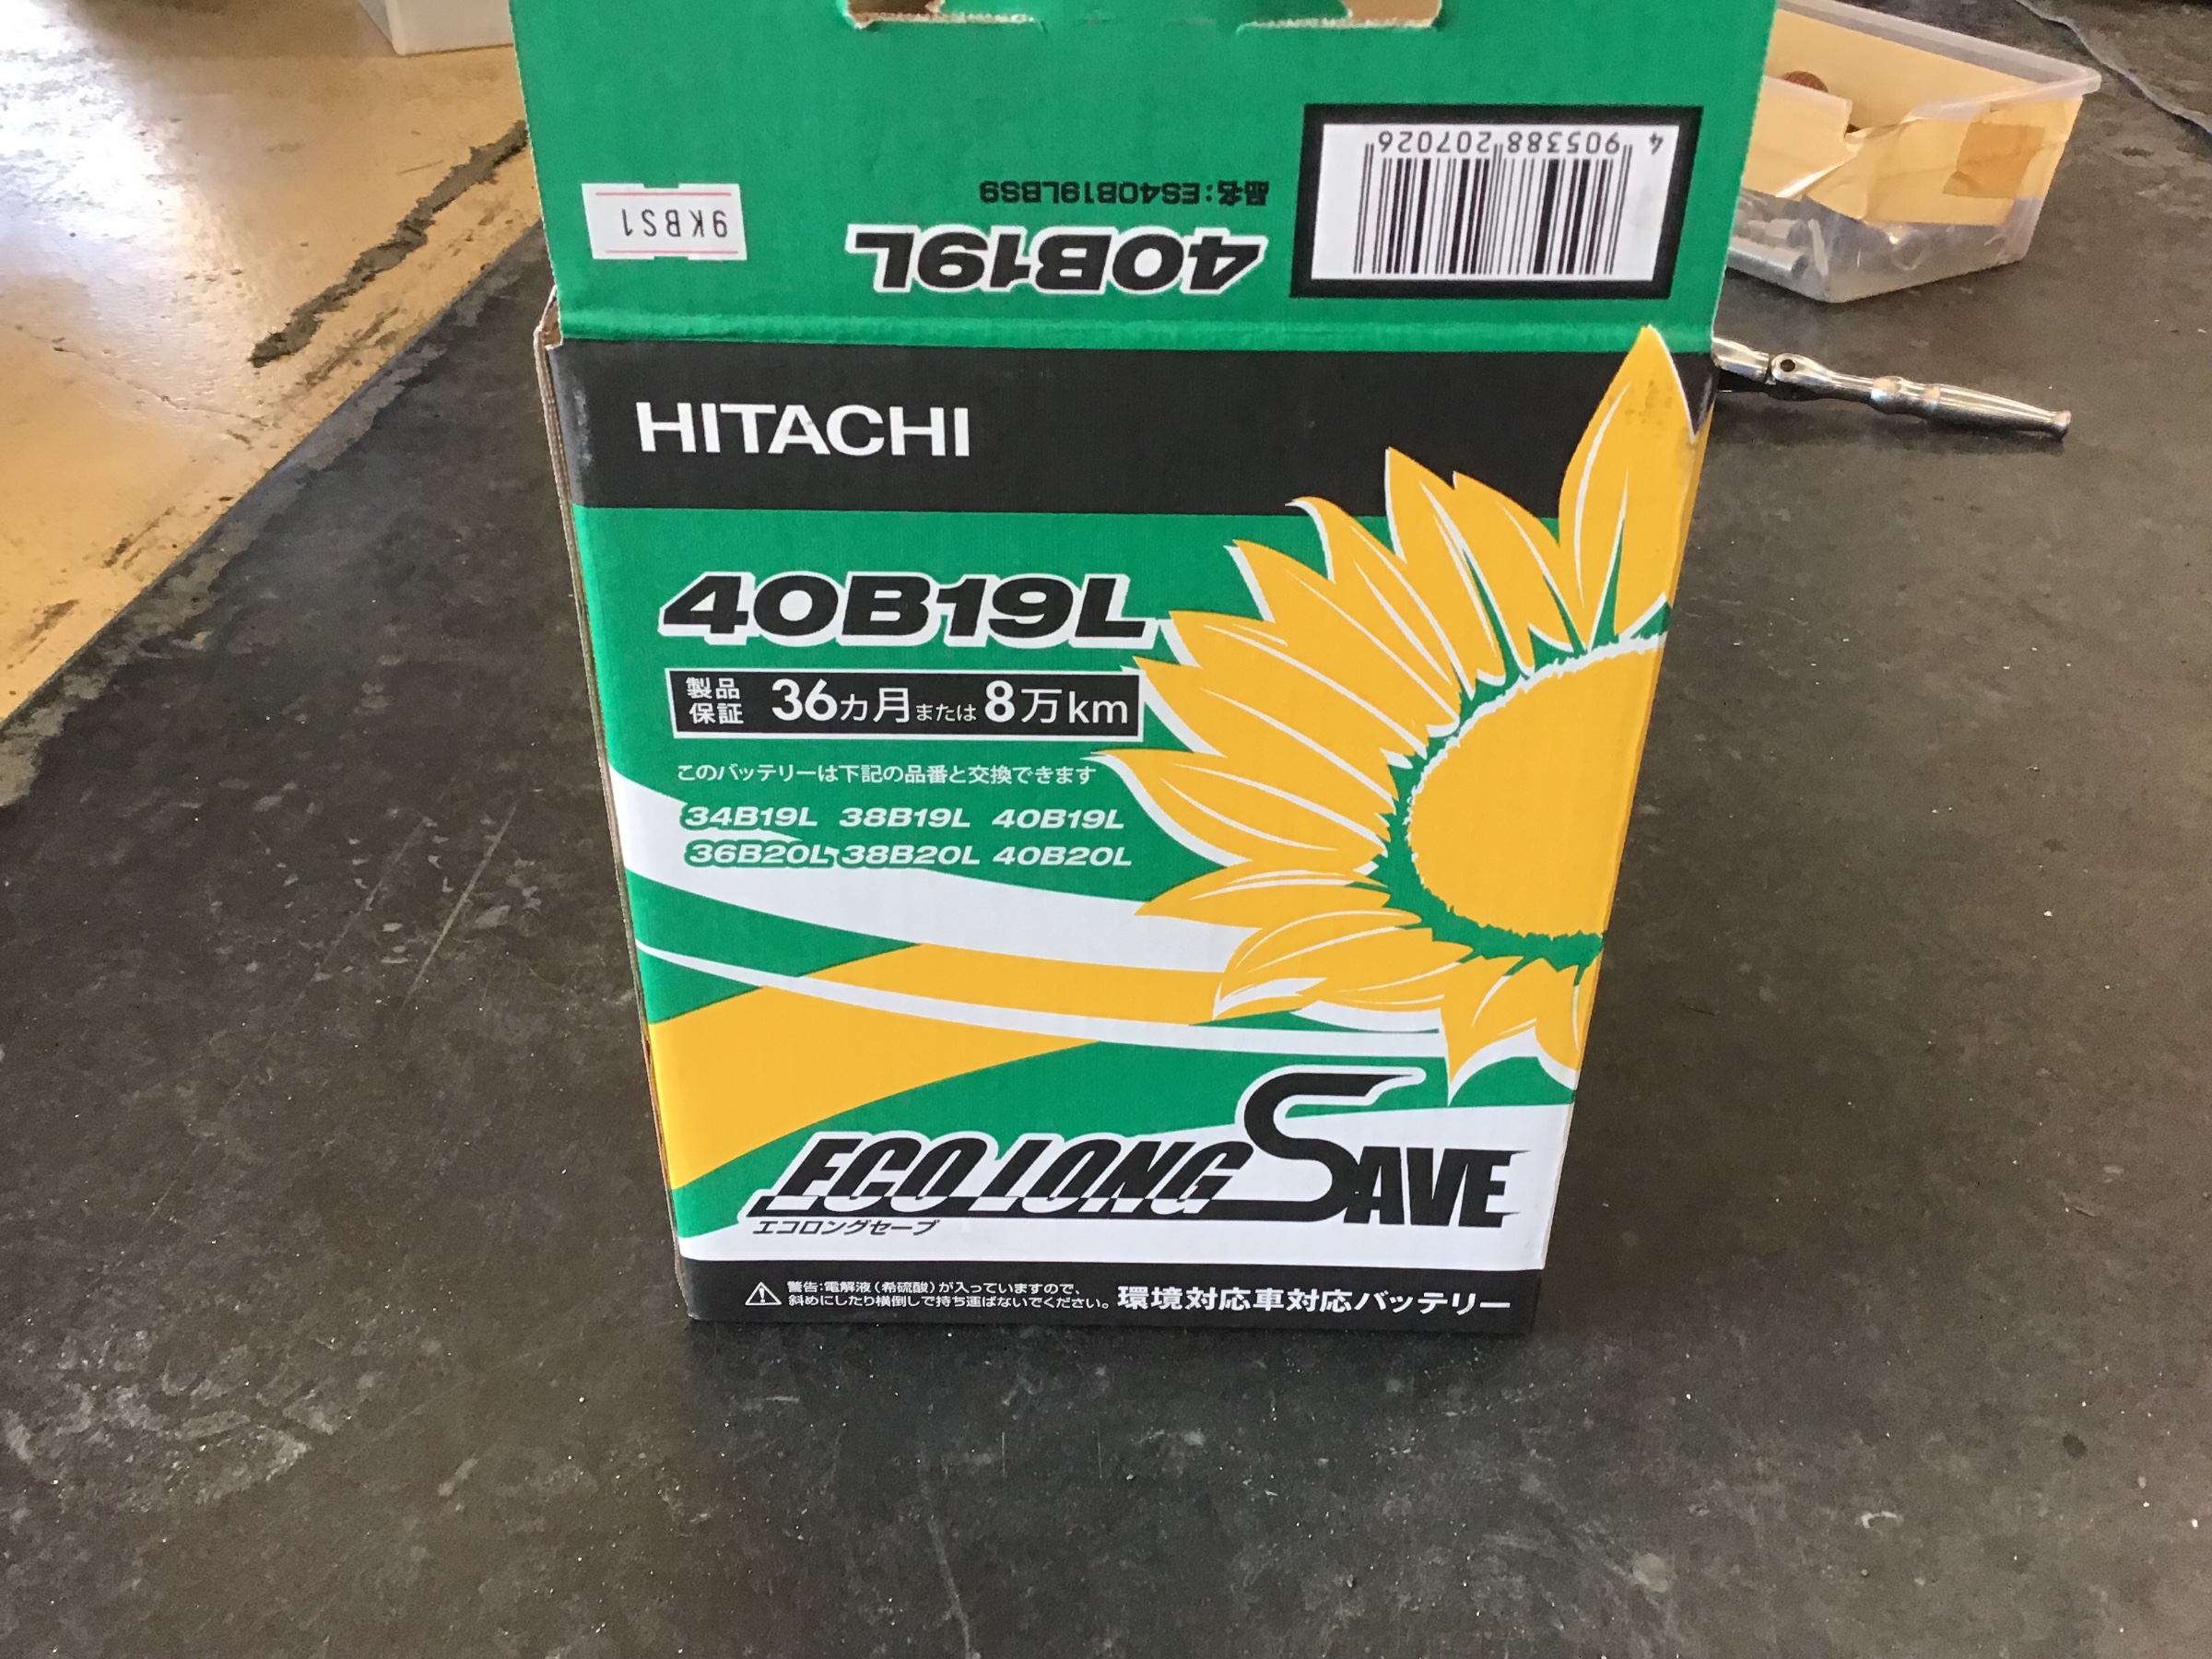 4 905388 207026
品名:ES40B19LBS9
40B19L
9KBS1
HITACHI
40B19L
製品保証 36カ月または8万km
このバッテリーは下記の品番と交換できます
34B19L 38B19L 40B19L
36B20L 38B20L 40B20L
ECO LONG SAVE
エコロングセーブ
警告:電解液(希硫酸)が入っていますので、
斜めにしたり横倒しで持ち運ばないでください。
環境対応車対応バッテリー